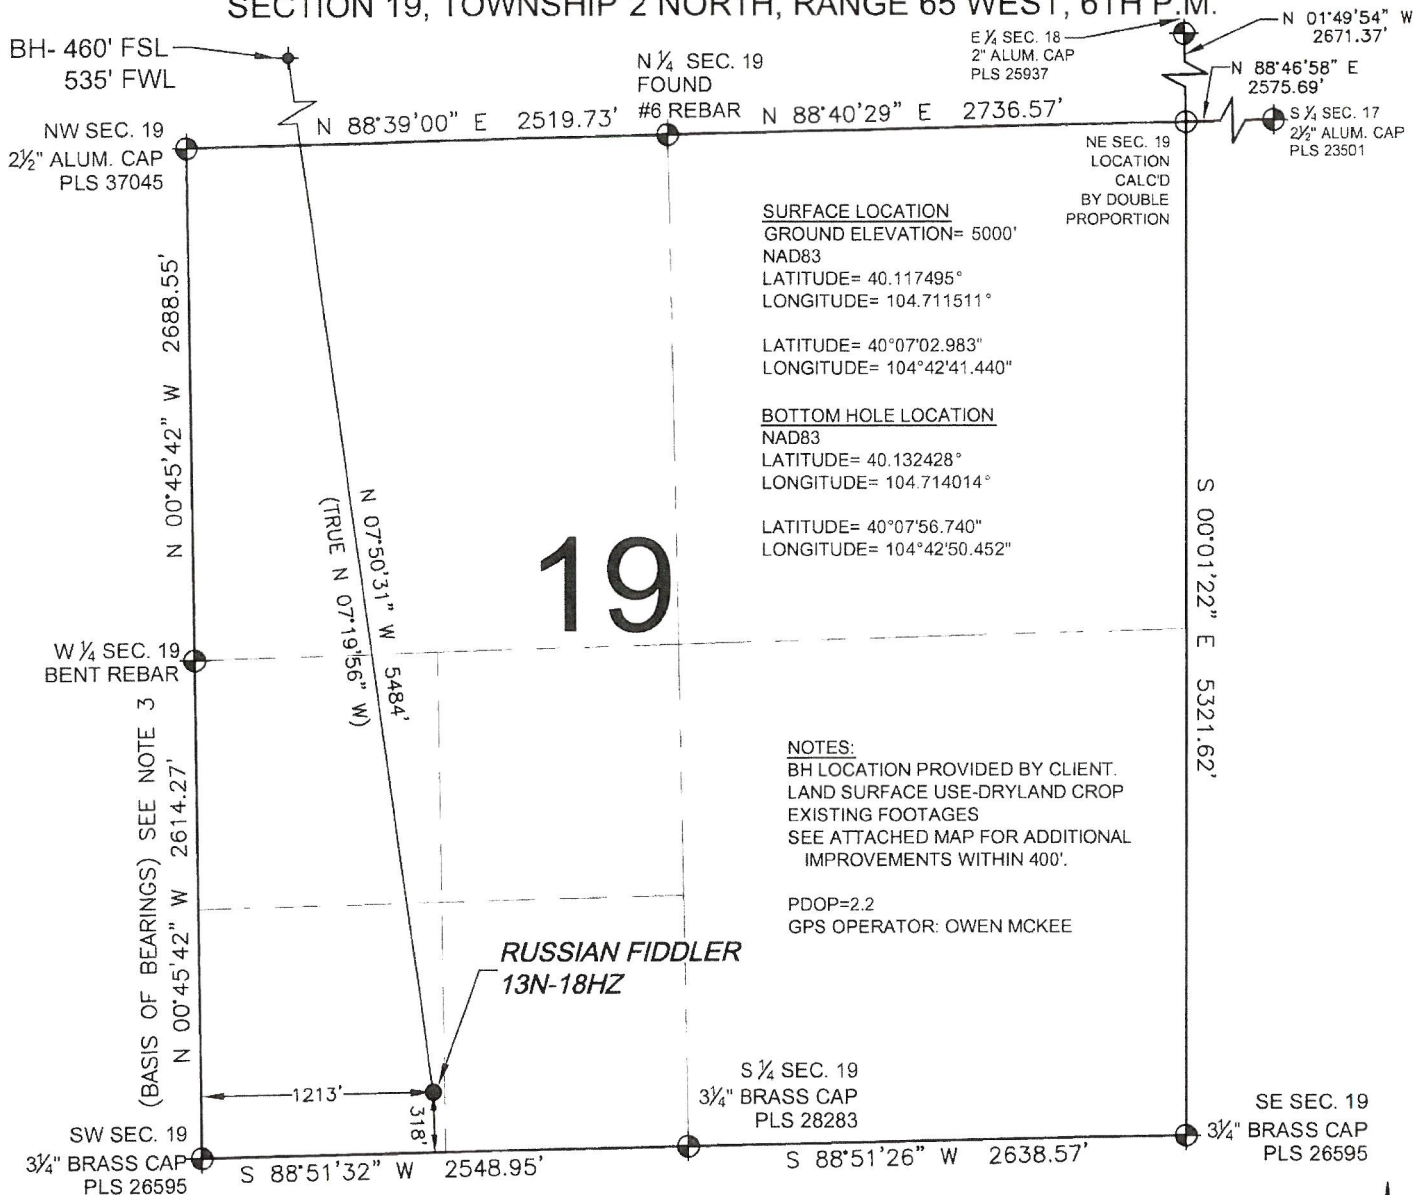 SECTION 19, TOWNSHIP 2 NORTH, RANGE 65 WEST, 6TH P.M.
BH- 460' FSL
535' FWL
N ¼ SEC. 19
FOUND
#6 REBAR
E ¼ SEC. 18
2" ALUM. CAP
PLS 25937
N 01°49'54" W
2671.37'
N 88°46'58" E
2575.69'
S ¼ SEC. 17
2½" ALUM. CAP
PLS 23501
NW SEC. 19
2½" ALUM. CAP
PLS 37045
N 88°39'00" E 2519.73'
N 88°40'29" E 2736.57'
NE SEC. 19
LOCATION
CALC'D
BY DOUBLE
PROPORTION
SURFACE LOCATION
GROUND ELEVATION= 5000'
NAD83
LATITUDE= 40.117495°
LONGITUDE= 104.711511°
LATITUDE= 40°07'02.983"
LONGITUDE= 104°42'41.440"
BOTTOM HOLE LOCATION
NAD83
LATITUDE= 40.132428°
LONGITUDE= 104.714014°
LATITUDE= 40°07'56.740"
LONGITUDE= 104°42'50.452"
N 00°45'42" W 2688.55'
N 07°50'31" W 5484'
(TRUE N 07°19'56" W)
19
S 00°01'22" E 5321.62'
W ¼ SEC. 19
BENT REBAR
(BASIS OF BEARINGS) SEE NOTE 3
N 00°45'42" W 2614.27'
NOTES:
BH LOCATION PROVIDED BY CLIENT.
LAND SURFACE USE-DRYLAND CROP
EXISTING FOOTAGES
SEE ATTACHED MAP FOR ADDITIONAL
IMPROVEMENTS WITHIN 400'.
PDOP=2.2
GPS OPERATOR: OWEN MCKEE
RUSSIAN FIDDLER
13N-18HZ
1213'
318'
SW SEC. 19
3¼" BRASS CAP
PLS 26595
S 88°51'32" W 2548.95'
S ¼ SEC. 19
3¼" BRASS CAP
PLS 28283
S 88°51'26" W 2638.57'
SE SEC. 19
3¼" BRASS CAP
PLS 26595